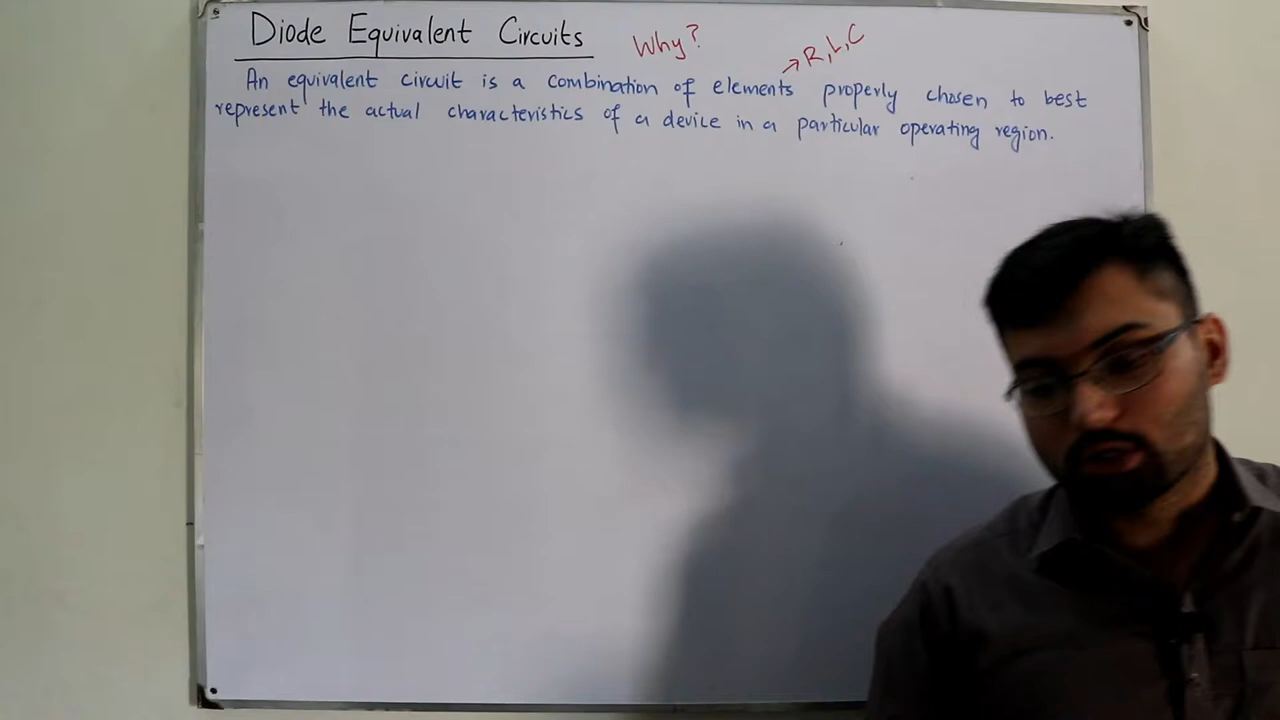 Diode Equivalent Circuits Why?
→ R, L, C
An equivalent circuit is a combination of elements properly chosen to best
represent the actual characteristics of a device in a particular operating region.